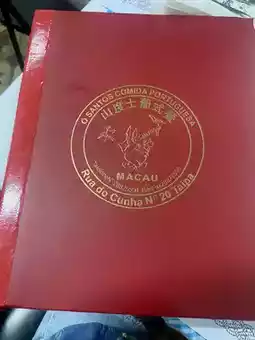 O SANTOS COMIDA PORTUGUESA
山度士葡式餐
MACAU
Rua do Cunha Nº 20 Taipa